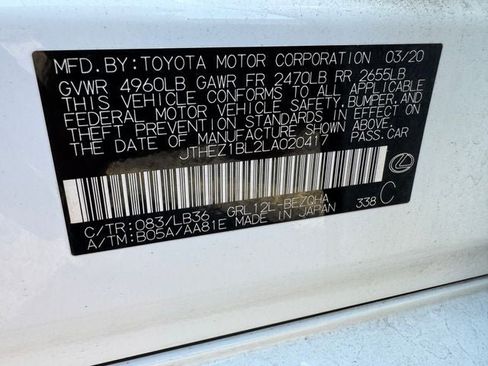 MFD.BY:TOYOTA MOTOR CORPORATION 03/20
GVWR 4960LB GAWR FR 2470LB RR 2655LB
THIS VEHICLE CONFORMS TO ALL APPLICABLE
FEDERAL MOTOR VEHICLE SAFETY,BUMPER,AND
THEFT PREVENTION STANDARDS IN EFFECT ON
THE DATE OF MANUFACTURE SHOWN ABOVE.
JTHEZ1BL2LA020417 PASS.CAR
C/TR:083/LB36 GRL12L-BEZQHA 338 C
A/TM:B05A/AA81E MADE IN JAPAN